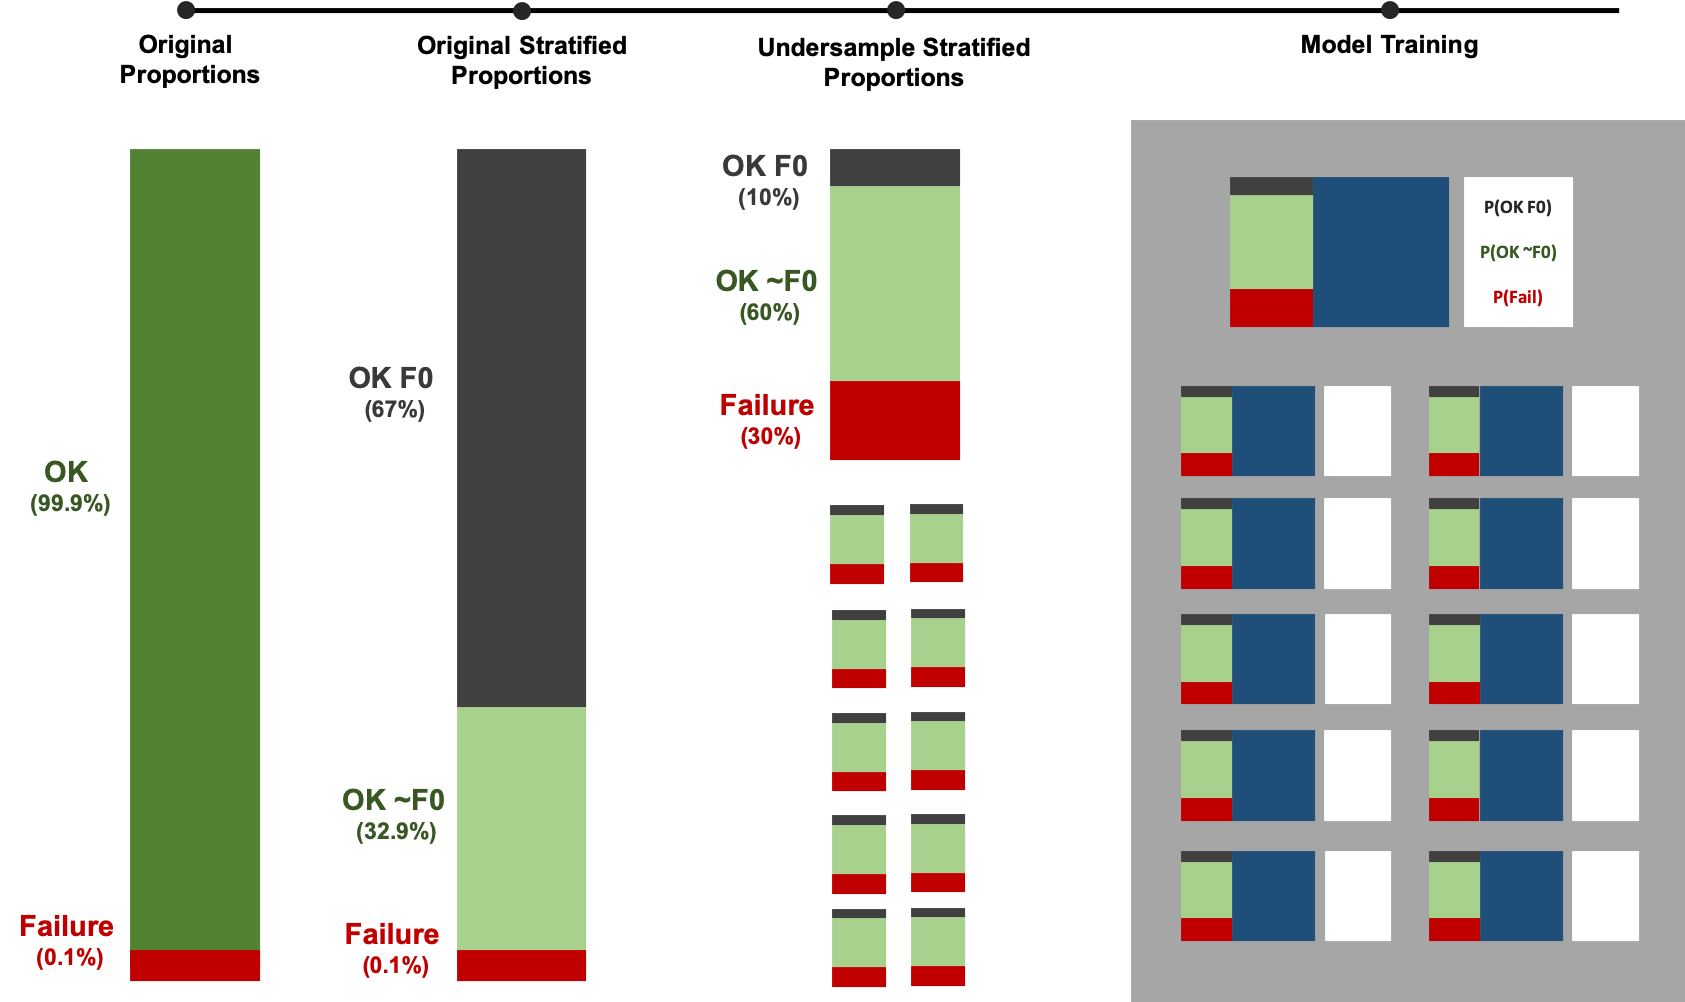 Original
Proportions
Original Stratified
Proportions
Undersample Stratified
Proportions
Model Training
OK
(99.9%)
Failure
(0.1%)
OK F0
(67%)
OK ~F0
(32.9%)
Failure
(0.1%)
OK F0
(10%)
OK ~F0
(60%)
Failure
(30%)
P(OK F0)
P(OK ~F0)
P(Fail)